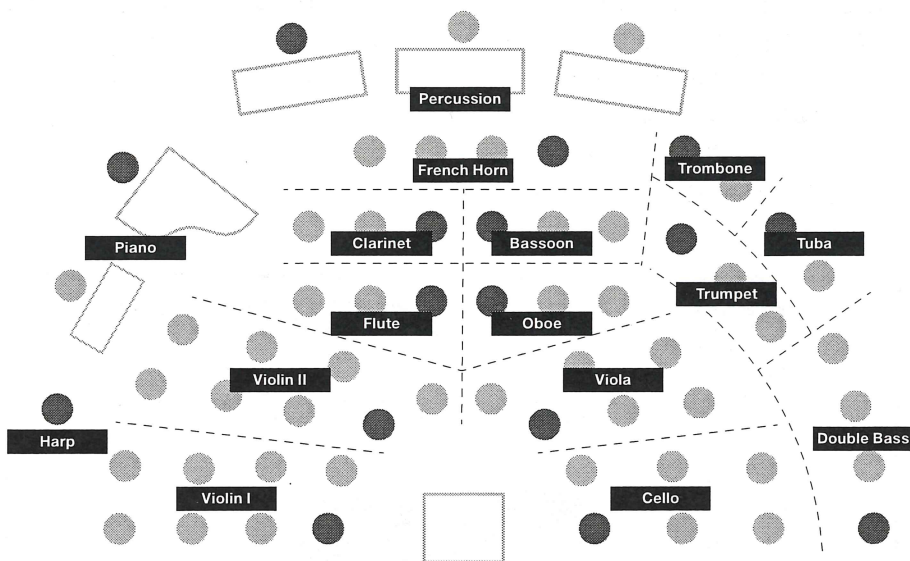 Percussion
French Horn
Trombone
Clarinet
Bassoon
Piano
Tuba
Trumpet
Flute
Oboe
Violin II
Viola
Harp
Double Bass
Violin I
Cello